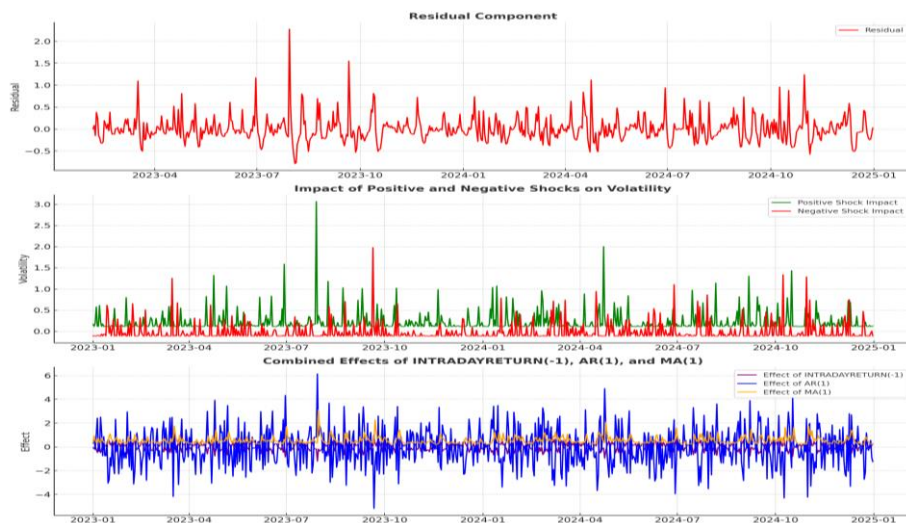 Residual Component
Residual
2.0
1.5
1.0
0.5
0.0
−0.5
Residual
2023-04 2023-07 2023-10 2024-01 2024-04 2024-07 2024-10 2025-01
Impact of Positive and Negative Shocks on Volatility
Positive Shock Impact
Negative Shock Impact
3.0
2.5
2.0
1.5
1.0
0.5
0.0
Volatility
2023-01 2023-04 2023-07 2023-10 2024-01 2024-04 2024-07 2024-10 2025-01
Combined Effects of INTRADAYRETURN(-1), AR(1), and MA(1)
Effect of INTRADAYRETURN(-1)
Effect of AR(1)
Effect of MA(1)
6
4
2
0
−2
−4
Effect
2023-01 2023-04 2023-07 2023-10 2024-01 2024-04 2024-07 2024-10 2025-01